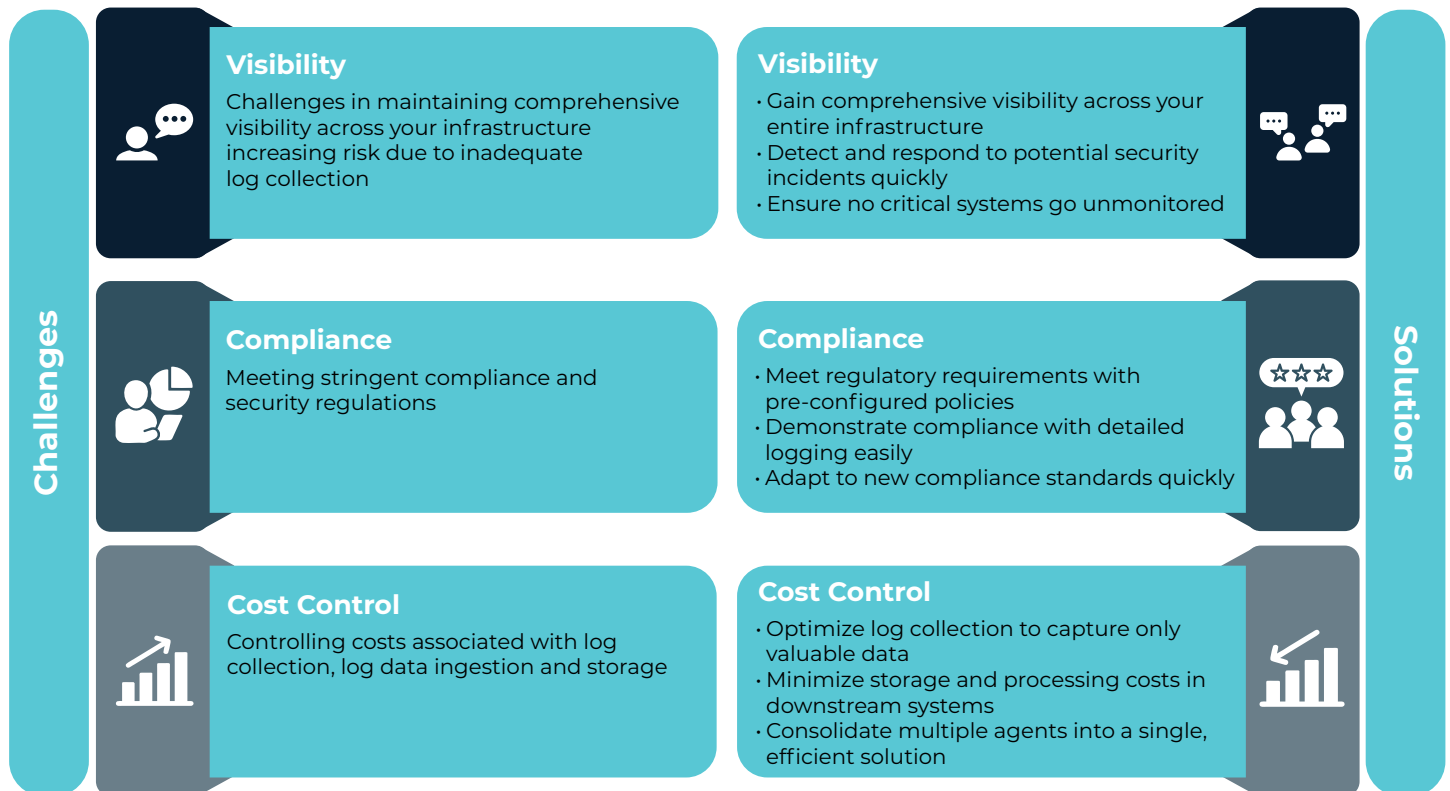 Challenges
Visibility
Challenges in maintaining comprehensive
visibility across your infrastructure
increasing risk due to inadequate
log collection
Visibility
· Gain comprehensive visibility across your
entire infrastructure
· Detect and respond to potential security
incidents quickly
· Ensure no critical systems go unmonitored
Compliance
Meeting stringent compliance and
security regulations
Compliance
· Meet regulatory requirements with
pre-configured policies
· Demonstrate compliance with detailed
logging easily
· Adapt to new compliance standards quickly
Cost Control
Controlling costs associated with log
collection, log data ingestion and storage
Cost Control
· Optimize log collection to capture only
valuable data
· Minimize storage and processing costs in
downstream systems
· Consolidate multiple agents into a single,
efficient solution
Solutions